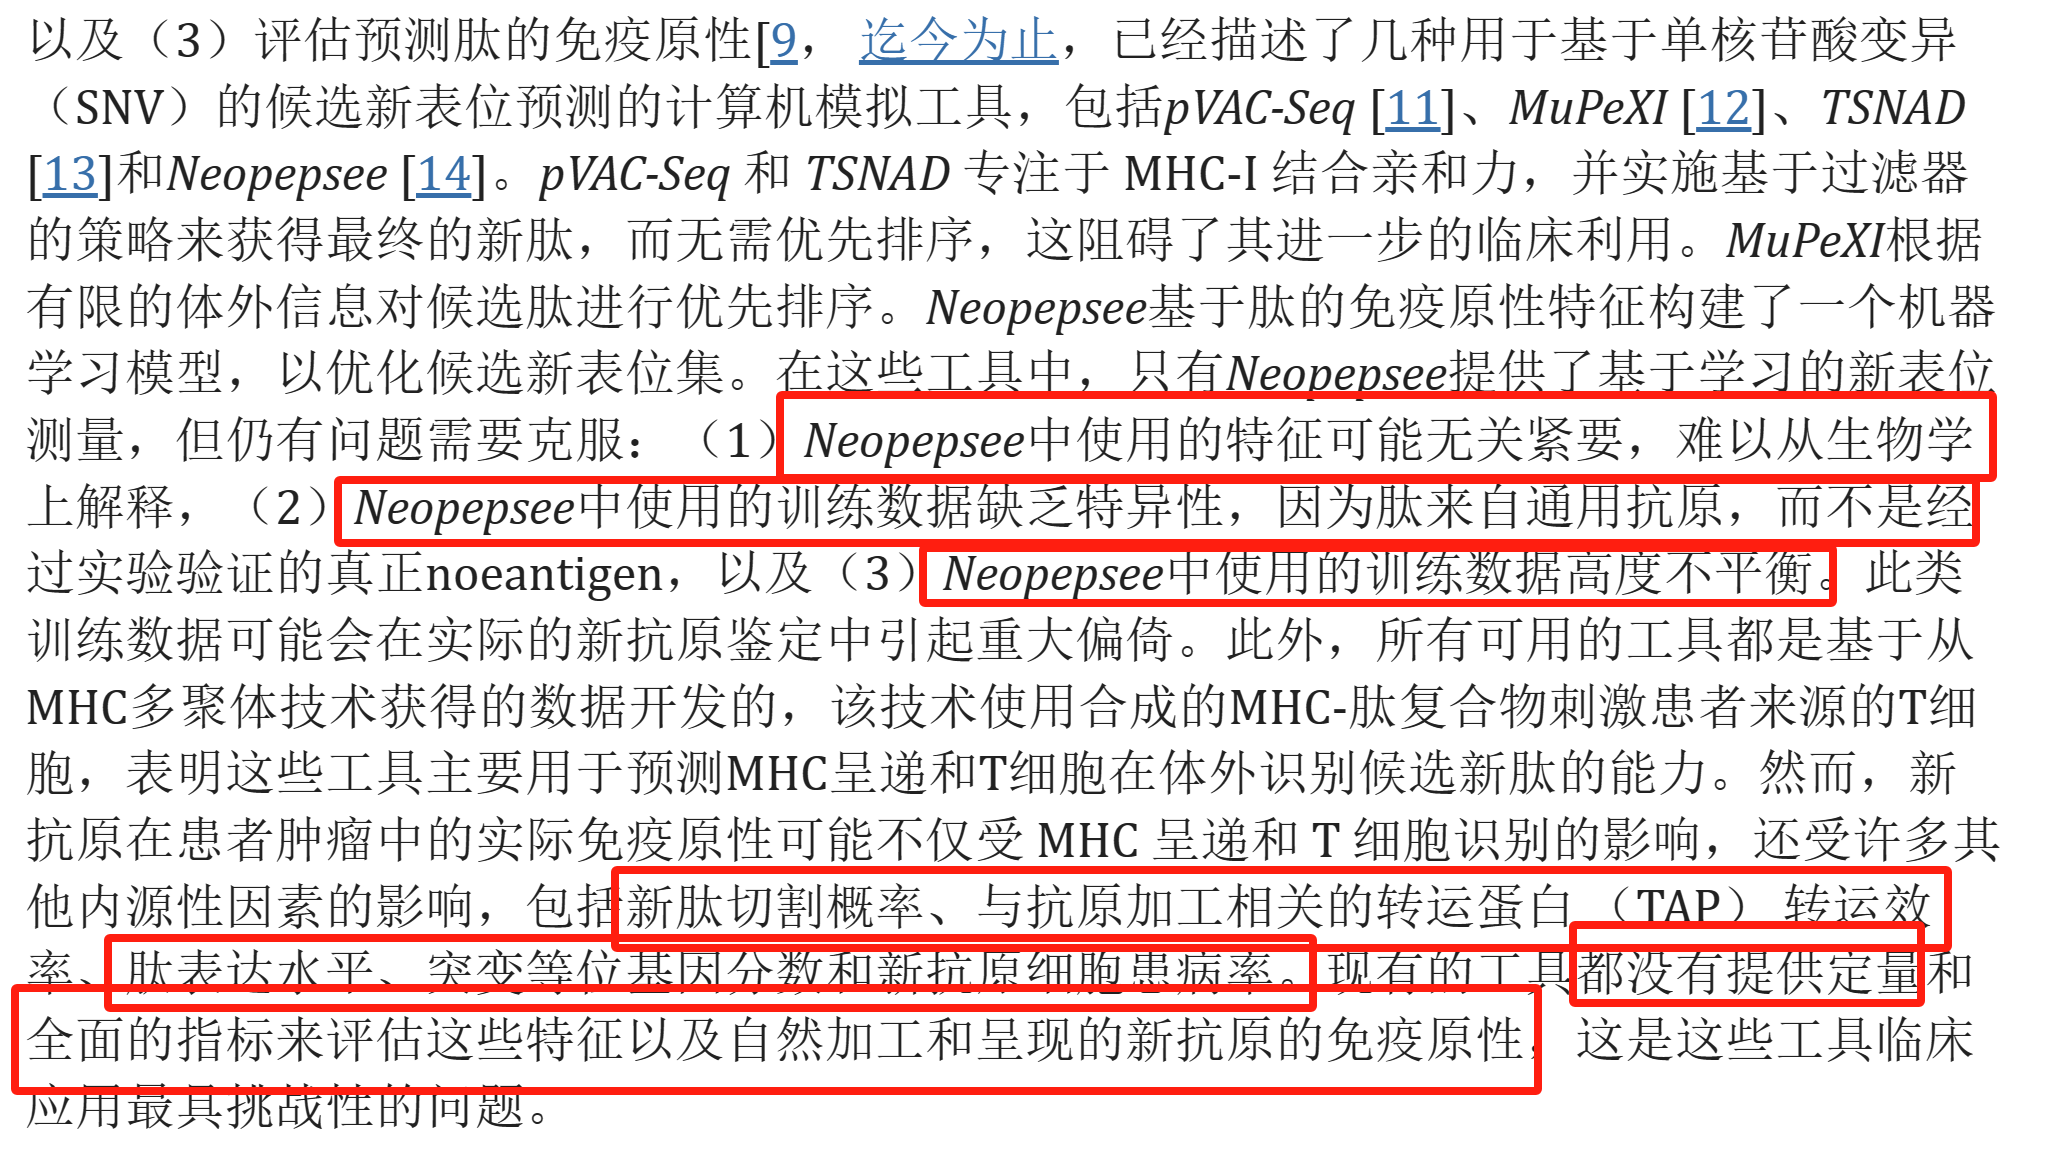 以及（3）评估预测肽的免疫原性[9， 迄今为止，已经描述了几种用于基于单核苷酸变异
（SNV）的候选新表位预测的计算机模拟工具，包括pVAC-Seq [11]、MuPeXI [12]、TSNAD
[13]和Neopepsee [14]。pVAC-Seq 和 TSNAD 专注于 MHC-I 结合亲和力，并实施基于过滤器
的策略来获得最终的新肽，而无需优先排序，这阻碍了其进一步的临床利用。MuPeXI根据
有限的体外信息对候选肽进行优先排序。Neopepsee基于肽的免疫原性特征构建了一个机器
学习模型，以优化候选新表位集。在这些工具中，只有Neopepsee提供了基于学习的新表位
测量，但仍有问题需要克服：（1）Neopepsee中使用的特征可能无关紧要，难以从生物学
上解释，（2）Neopepsee中使用的训练数据缺乏特异性，因为肽来自通用抗原，而不是经
过实验验证的真正noeantigen，以及（3）Neopepsee中使用的训练数据高度不平衡。此类
训练数据可能会在实际的新抗原鉴定中引起重大偏倚。此外，所有可用的工具都是基于从
MHC多聚体技术获得的数据开发的，该技术使用合成的MHC-肽复合物刺激患者来源的T细
胞，表明这些工具主要用于预测MHC呈递和T细胞在体外识别候选新肽的能力。然而，新
抗原在患者肿瘤中的实际免疫原性可能不仅受 MHC 呈递和 T 细胞识别的影响，还受许多其
他内源性因素的影响，包括新肽切割概率、与抗原加工相关的转运蛋白（TAP） 转运效
率、肽表达水平、突变等位基因分数和新抗原细胞患病率。现有的工具都没有提供定量和
全面的指标来评估这些特征以及自然加工和呈现的新抗原的免疫原性，这是这些工具临床
应用最具挑战性的问题。